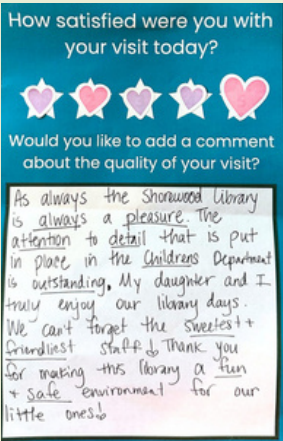 How satisfied were you with
your visit today?
5
Would you like to add a comment
about the quality of your visit?
As always the Shorewood Library
is always a pleasure. The
attention to detail that is put
in place in the Childrens Department
is outstanding. My daughter and I
truly enjoy our library days.
We can't forget the sweetest +
friendliest staff! Thank you
for making this library a fun
+ safe environment for our
little ones!